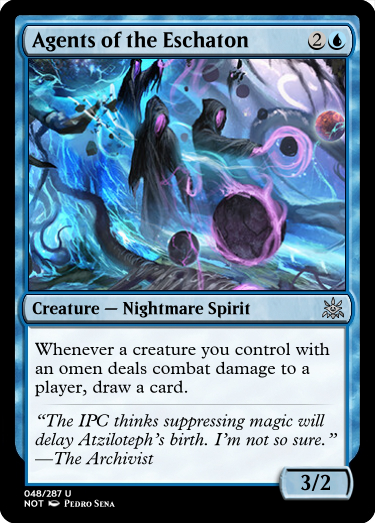 Agents of the Eschaton 2
Creature — Nightmare Spirit
Whenever a creature you control with
an omen deals combat damage to a
player, draw a card.
“The IPC thinks suppressing magic will
delay Atziloteph’s birth. I’m not so sure.”
—The Archivist
3/2
048/287 U
NOT Pedro Sena